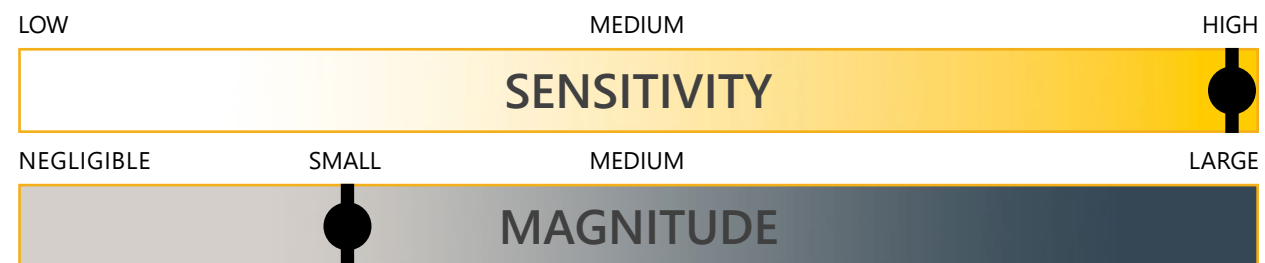 LOW MEDIUM HIGH
SENSITIVITY
NEGLIGIBLE SMALL MEDIUM LARGE
MAGNITUDE